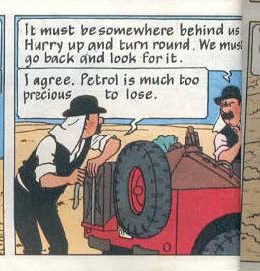 It must be somewhere behind us
Hurry up and turn round. We must
go back and look for it.
I agree. Petrol is much too
precious to lose.